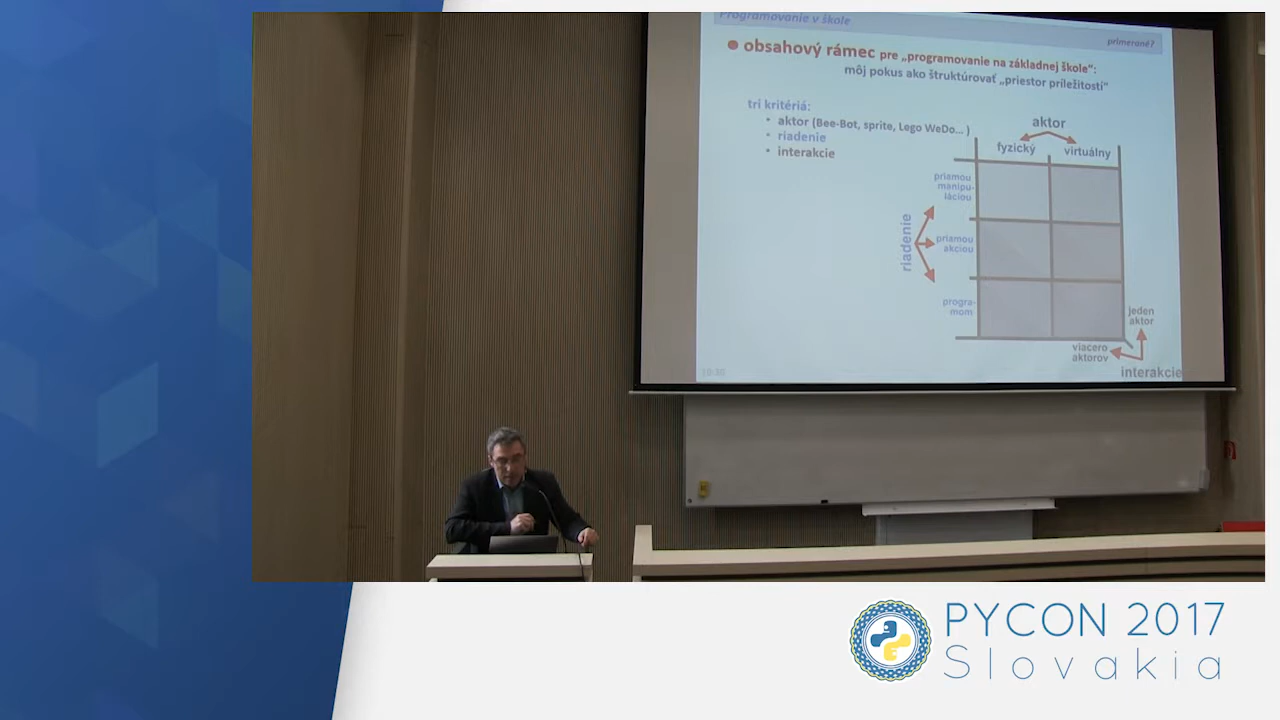 Programovanie v škole
primerané?
● obsahový rámec pre „programovanie na základnej škole“:
môj pokus ako štruktúrovať „priestor príležitostí“
tri kritériá:
• aktor (Bee-Bot, sprite, Lego WeDo... )
• riadenie
• interakcie
aktor
fyzický
virtuálny
riadenie
priamou
manipu-
láciou
priamou
akciou
progra-
mom
jeden
aktor
viacero
aktorov
interakcie
PYCON 2017
Slovakia